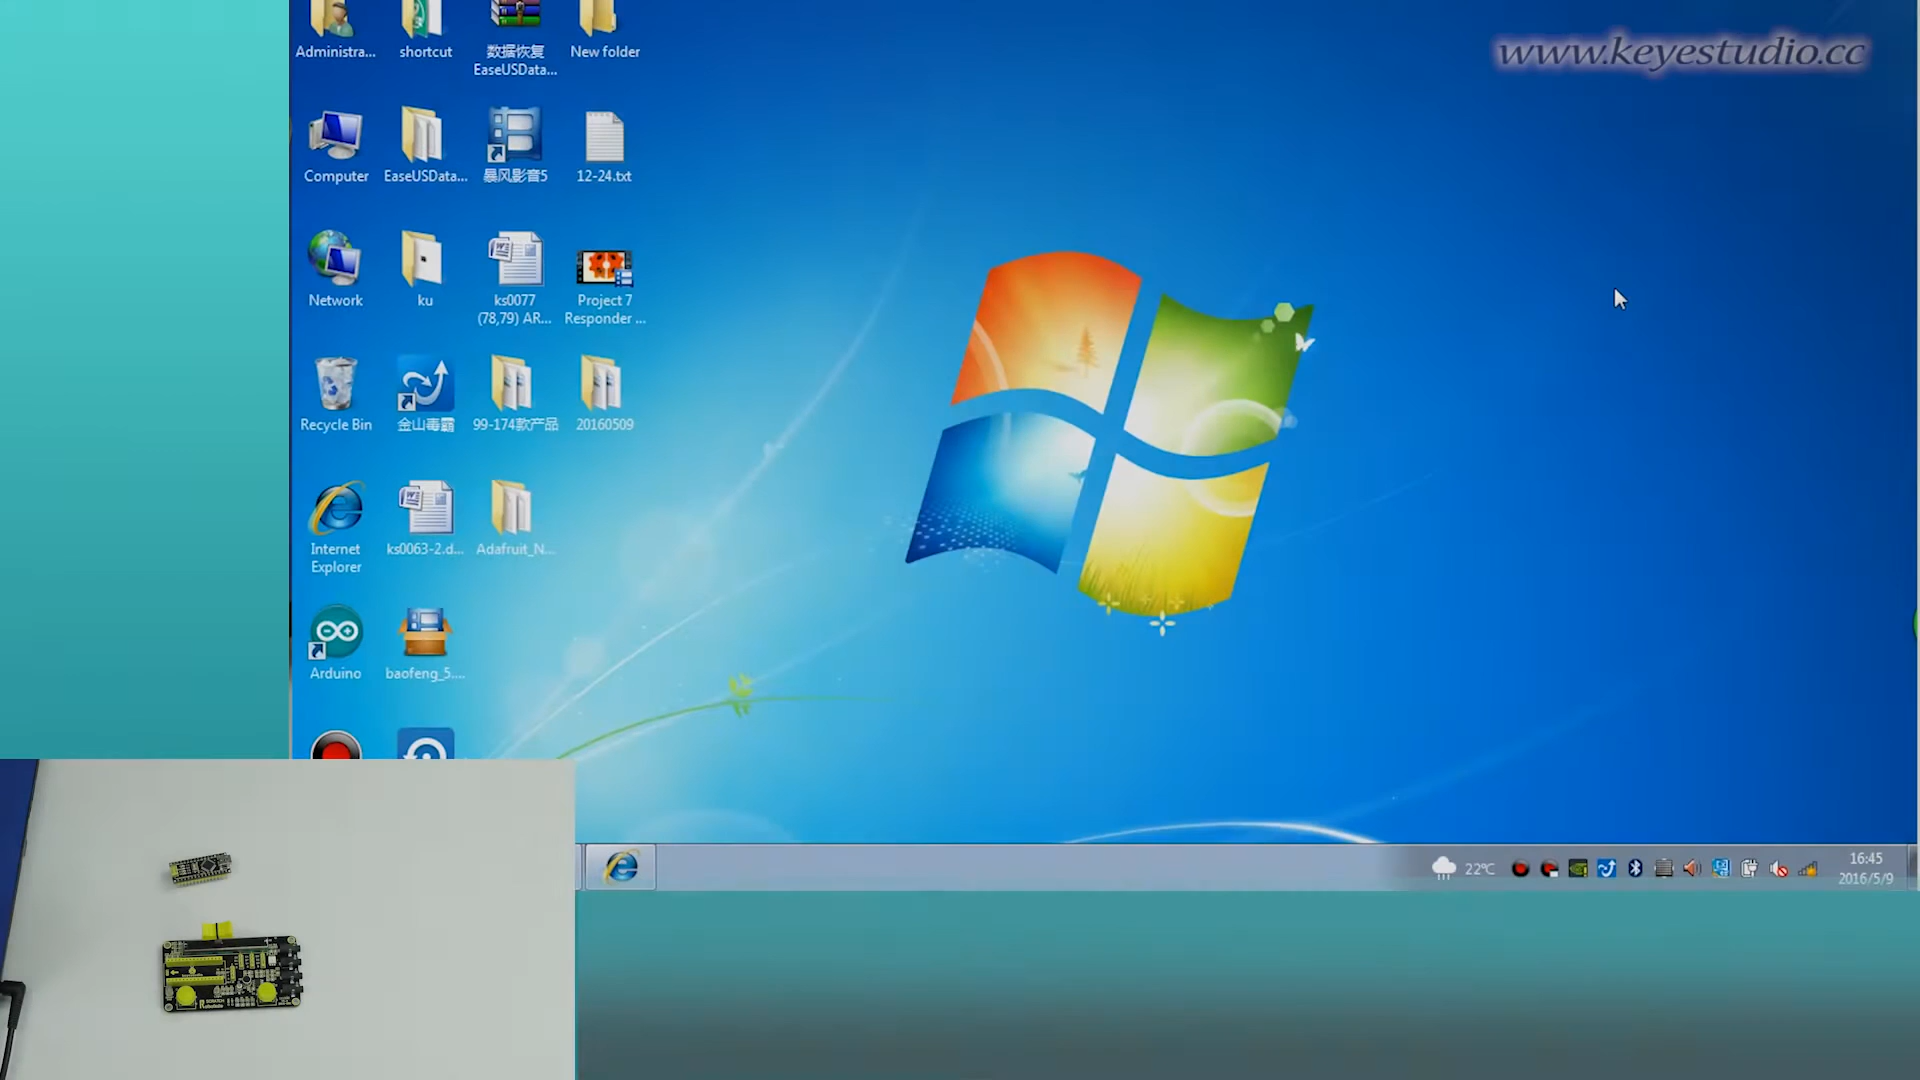 www.keyestudio.cc
Administra...
shortcut
数据恢复
EaseUSData...
New folder
Computer
EaseUSData...
暴风影音5
12-24.txt
Network
ku
ks0077
(78,79) AR...
Project 7
Responder ...
Recycle Bin
金山毒霸
99-174款产品
20160509
Internet
Explorer
ks0063-2.d...
Adafruit_N...
Arduino
baofeng_5....
22℃
16:45
2016/5/9